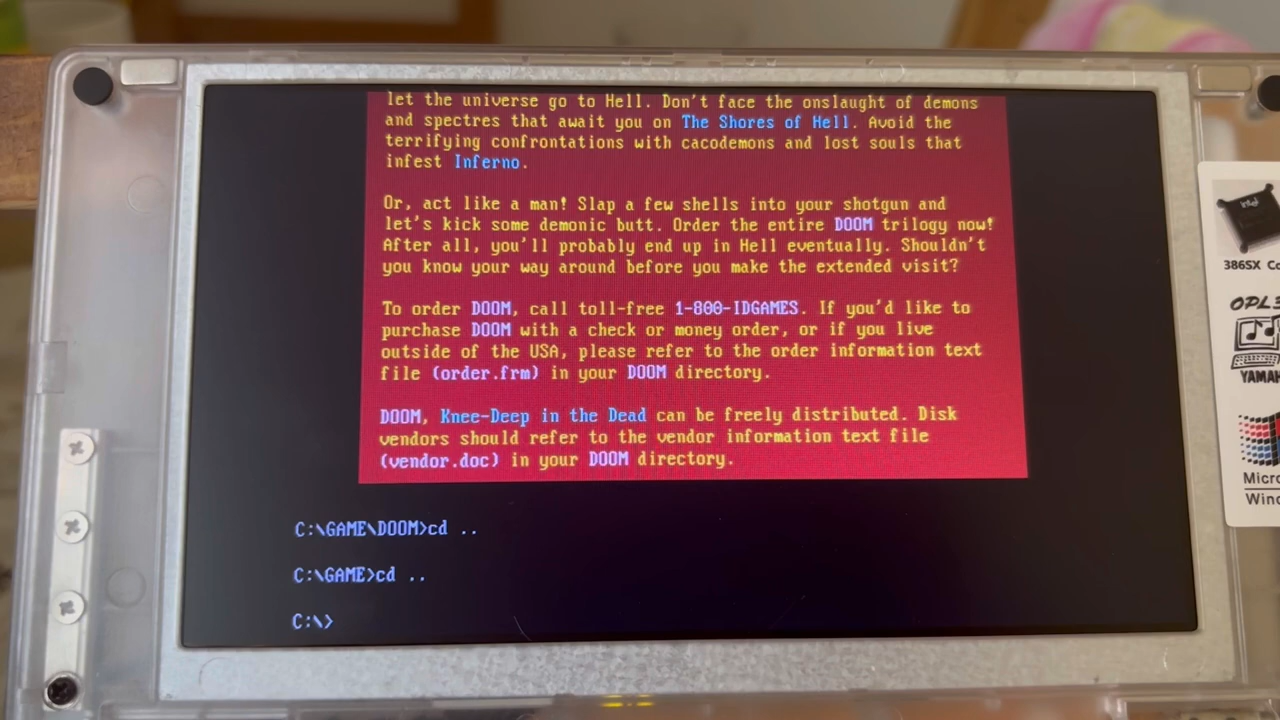 let the universe go to Hell. Don't face the onslaught of demons
and spectres that await you on The Shores of Hell. Avoid the
terrifying confrontations with cacodemons and lost souls that
infest Inferno.
Or, act like a man! Slap a few shells into your shotgun and
let's kick some demonic butt. Order the entire DOOM trilogy now!
After all, you'll probably end up in Hell eventually. Shouldn't
you know your way around before you make the extended visit?
To order DOOM, call toll-free 1-800-IDGAMES. If you'd like to
purchase DOOM with a check or money order, or if you live
outside of the USA, please refer to the order information text
file (order.frm) in your DOOM directory.
DOOM, Knee-Deep in the Dead can be freely distributed. Disk
vendors should refer to the vendor information text file
(vendor.doc) in your DOOM directory.
C:\GAME\DOOM>cd ..
C:\GAME>cd ..
C:\>
intel
386SX
OPL3